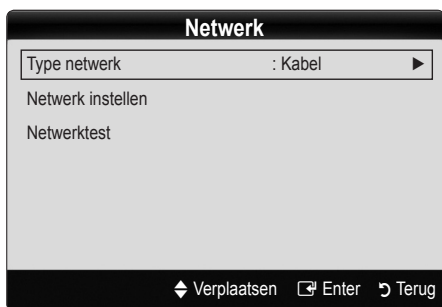 Netwerk
Type netwerk : Kabel ▶
Netwerk instellen
Netwerktest
Verplaatsen Enter Terug